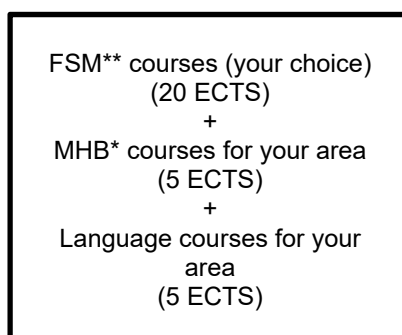 FSM** courses (your choice)
(20 ECTS)
+
MHB* courses for your area
(5 ECTS)
+
Language courses for your
area
(5 ECTS)